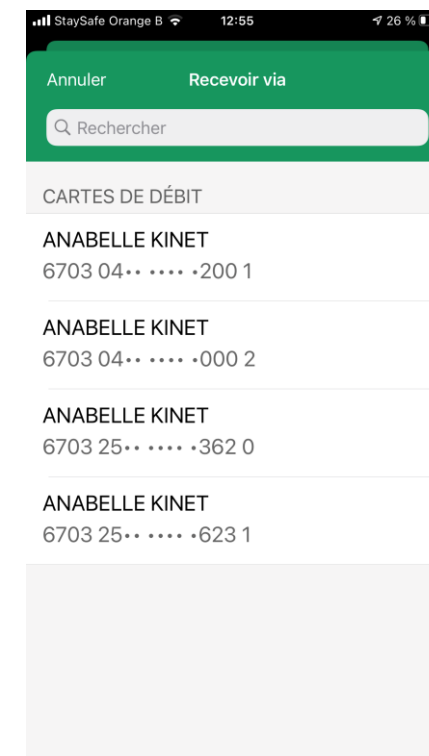 StaySafe Orange B 12:55 26 %
Annuler Recevoir via
Rechercher
CARTES DE DÉBIT
ANABELLE KINET
6703 04•• •••• •200 1
ANABELLE KINET
6703 04•• •••• •000 2
ANABELLE KINET
6703 25•• •••• •362 0
ANABELLE KINET
6703 25•• •••• •623 1